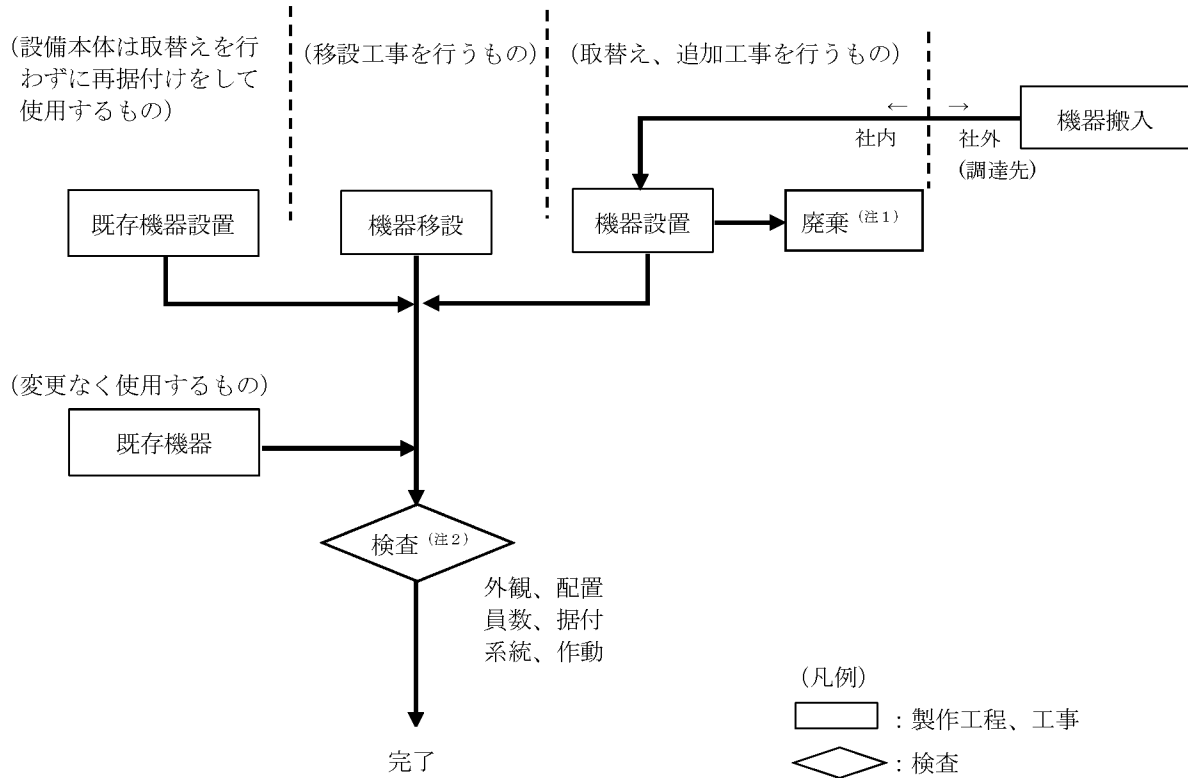 (設備本体は取替えを行
わずに再据付けをして
使用するもの)
(移設工事を行うもの)
(取替え、追加工事を行うもの)
← →
社内 社外
(調達先)
機器搬入
既存機器設置
機器移設
機器設置
廃棄(注1)
(変更なく使用するもの)
既存機器
検査(注2)
外観、配置
員数、据付
系統、作動
完了
(凡例)
:製作工程、工事
:検査